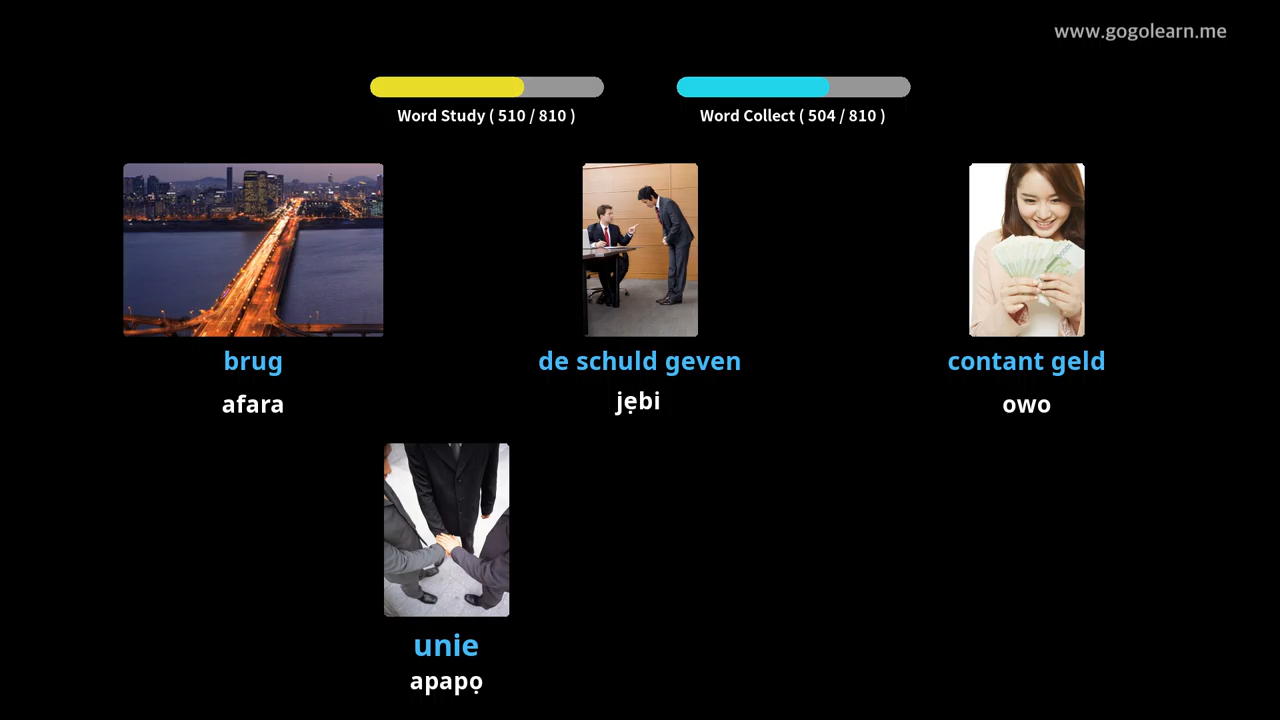 www.gogolearn.me
Word Study ( 510 / 810 )
Word Collect ( 504 / 810 )
brug
de schuld geven
contant geld
afara
jẹbi
owo
unie
apapọ